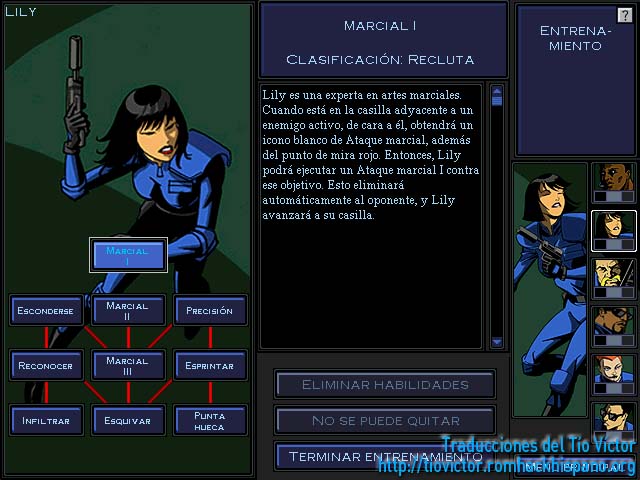 Lily
Marcial I
Clasificación: Recluta
Entrena-
miento
?
Lily es una experta en artes marciales.
Cuando está en la casilla adyacente a un
enemigo activo, de cara a él, obtendrá un
icono blanco de Ataque marcial, además
del punto de mira rojo. Entonces, Lily
podrá ejecutar un Ataque marcial I contra
ese objetivo. Esto eliminará
automáticamente al oponente, y Lily
avanzará a su casilla.
Marcial
I
Esconderse
Marcial
II
Precisión
Reconocer
Marcial
III
Esprintar
Infiltrar
Esquivar
Punta
hueca
Eliminar habilidades
No se puede quitar
Terminar entrenamiento
Menú principal
Traducciones del Tio Victor
http://tiovictor.romhackhispano.org